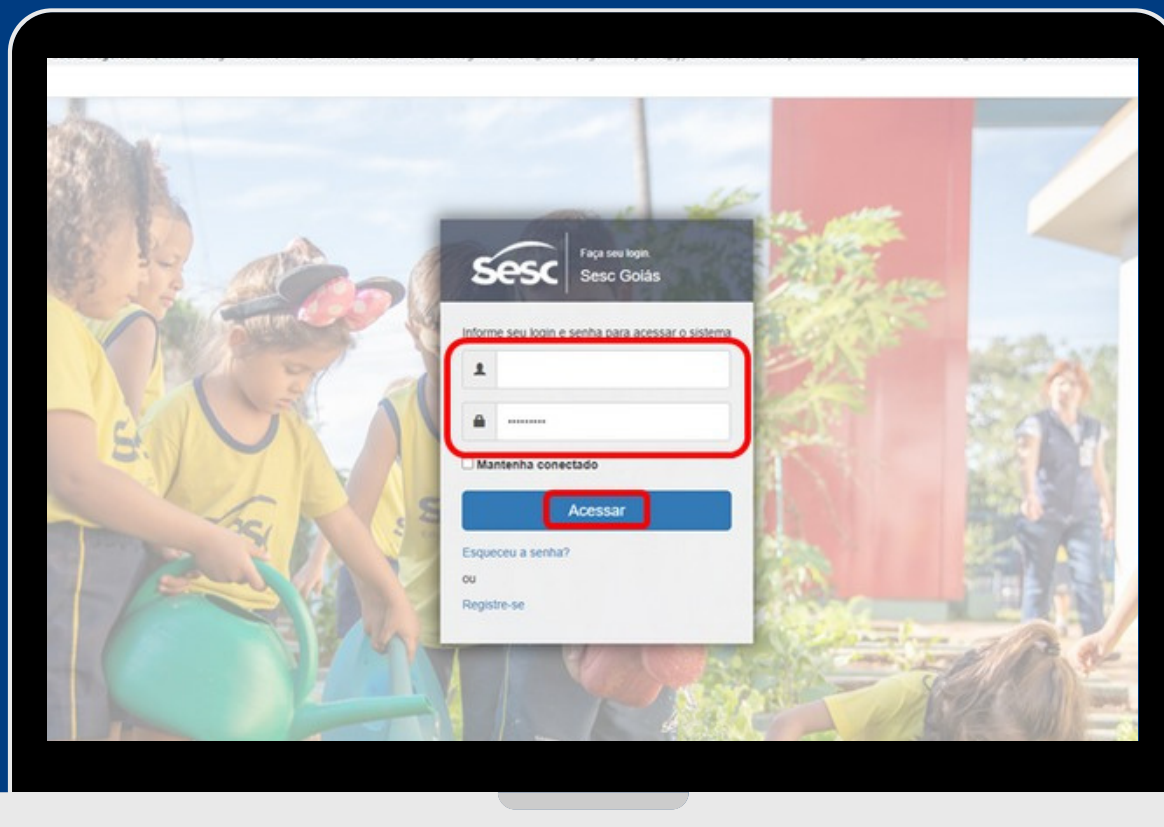 Sesc
Faça seu login.
Sesc Goiás
Informe seu login e senha para acessar o sistema
Mantenha conectado
Acessar
Esqueceu a senha?
ou
Registre-se